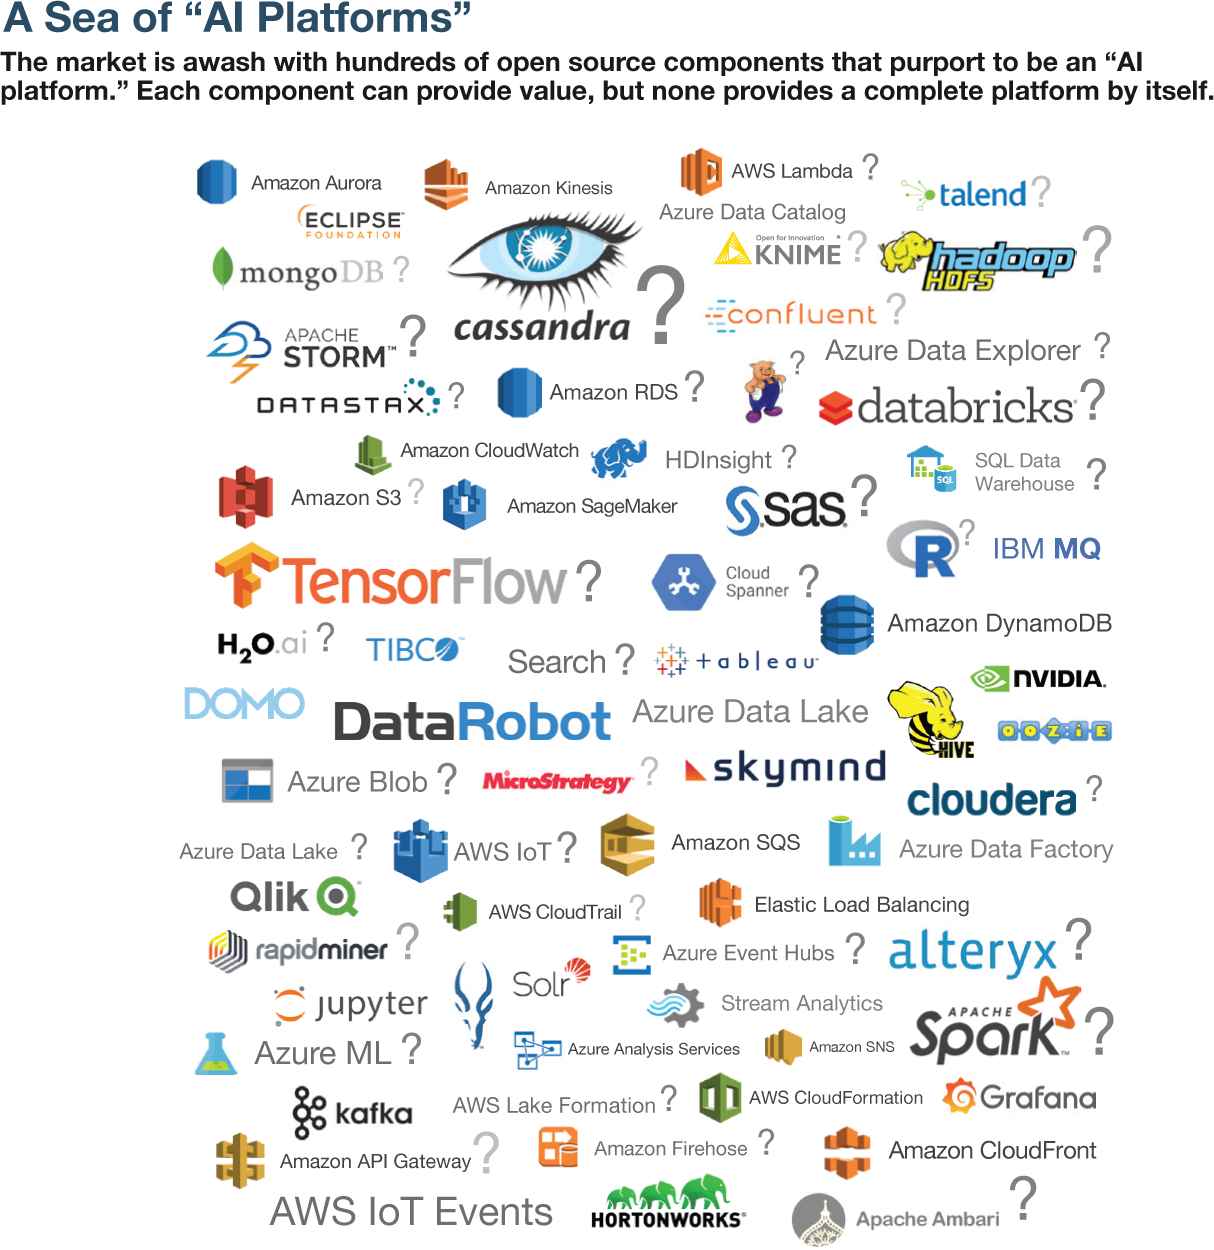 A Sea of “AI Platforms”
The market is awash with hundreds of open source components that purport to be an “AI
platform.” Each component can provide value, but none provides a complete platform by itself.
Amazon Aurora
Amazon Kinesis
AWS Lambda ?
talend ?
ECLIPSE™
FOUNDATION
Azure Data Catalog
Open for Innovation
KNIME ?
hadoop
HDFS ?
mongoDB ?
cassandra ?
confluent ?
APACHE
STORM™ ?
Azure Data Explorer ?
DATASTAX ?
Amazon RDS ?
?
databricks ?
Amazon CloudWatch
HDInsight ?
SQL
SQL Data
Warehouse ?
Amazon S3 ?
Amazon SageMaker
sas ?
R ?
IBM MQ
TensorFlow ?
Cloud
Spanner ?
Amazon DynamoDB
H2O.ai ?
TIBCO™
Search ?
+ableau
NVIDIA.
DOMO
DataRobot
Azure Data Lake
HIVE
OOZIE
Azure Blob ?
MicroStrategy ?
skymind
cloudera ?
Azure Data Lake ?
AWS IoT ?
Amazon SQS
Azure Data Factory
Qlik
AWS CloudTrail ?
Elastic Load Balancing
rapidminer ?
Azure Event Hubs ?
alteryx ?
jupyter
Solr
Stream Analytics
APACHE
Spark™ ?
Azure ML ?
Azure Analysis Services
Amazon SNS
kafka
AWS Lake Formation ?
AWS CloudFormation
Grafana
Amazon API Gateway ?
Amazon Firehose ?
Amazon CloudFront
AWS IoT Events
HORTONWORKS®
Apache Ambari ?